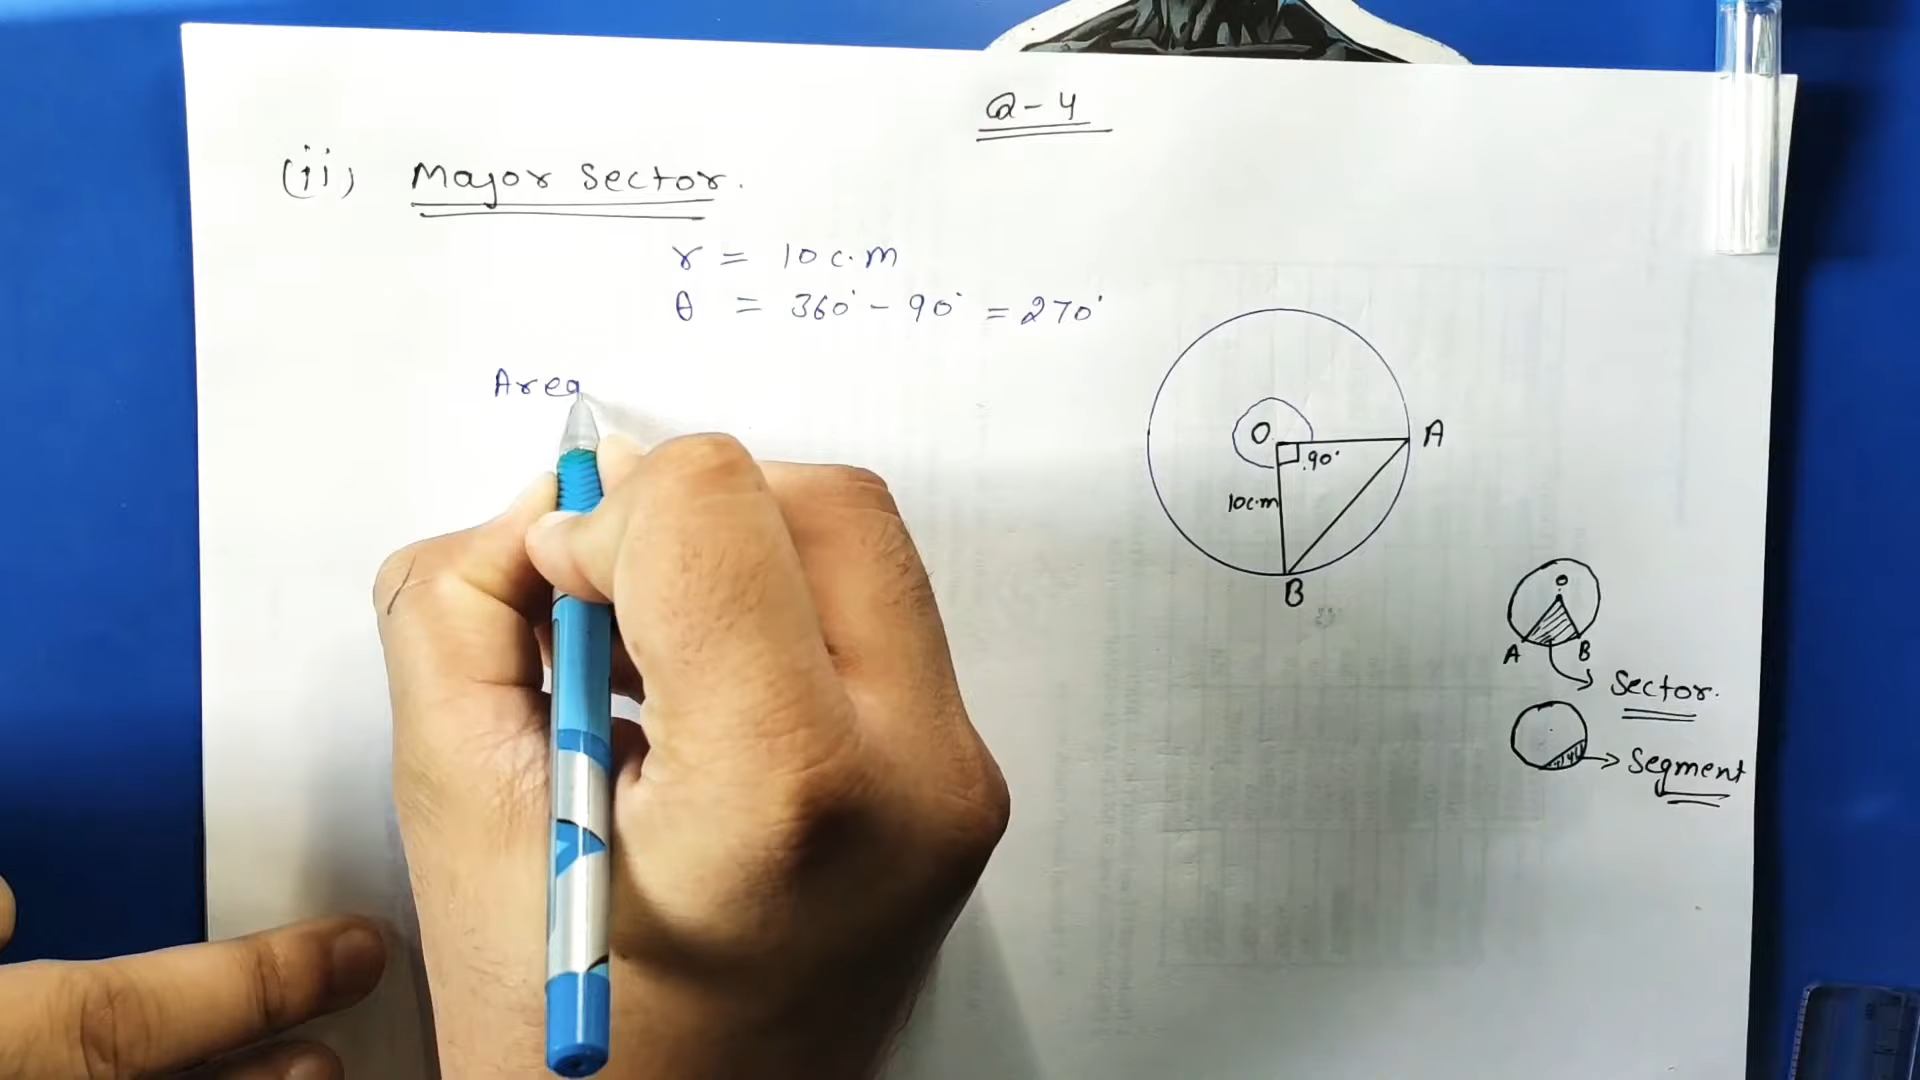 Q-4
(ii) Major Sector.
r = 10 c.m
θ = 360° - 90° = 270°
Area
O
A
90°
10c.m
B
O
A B
Sector.
Segment